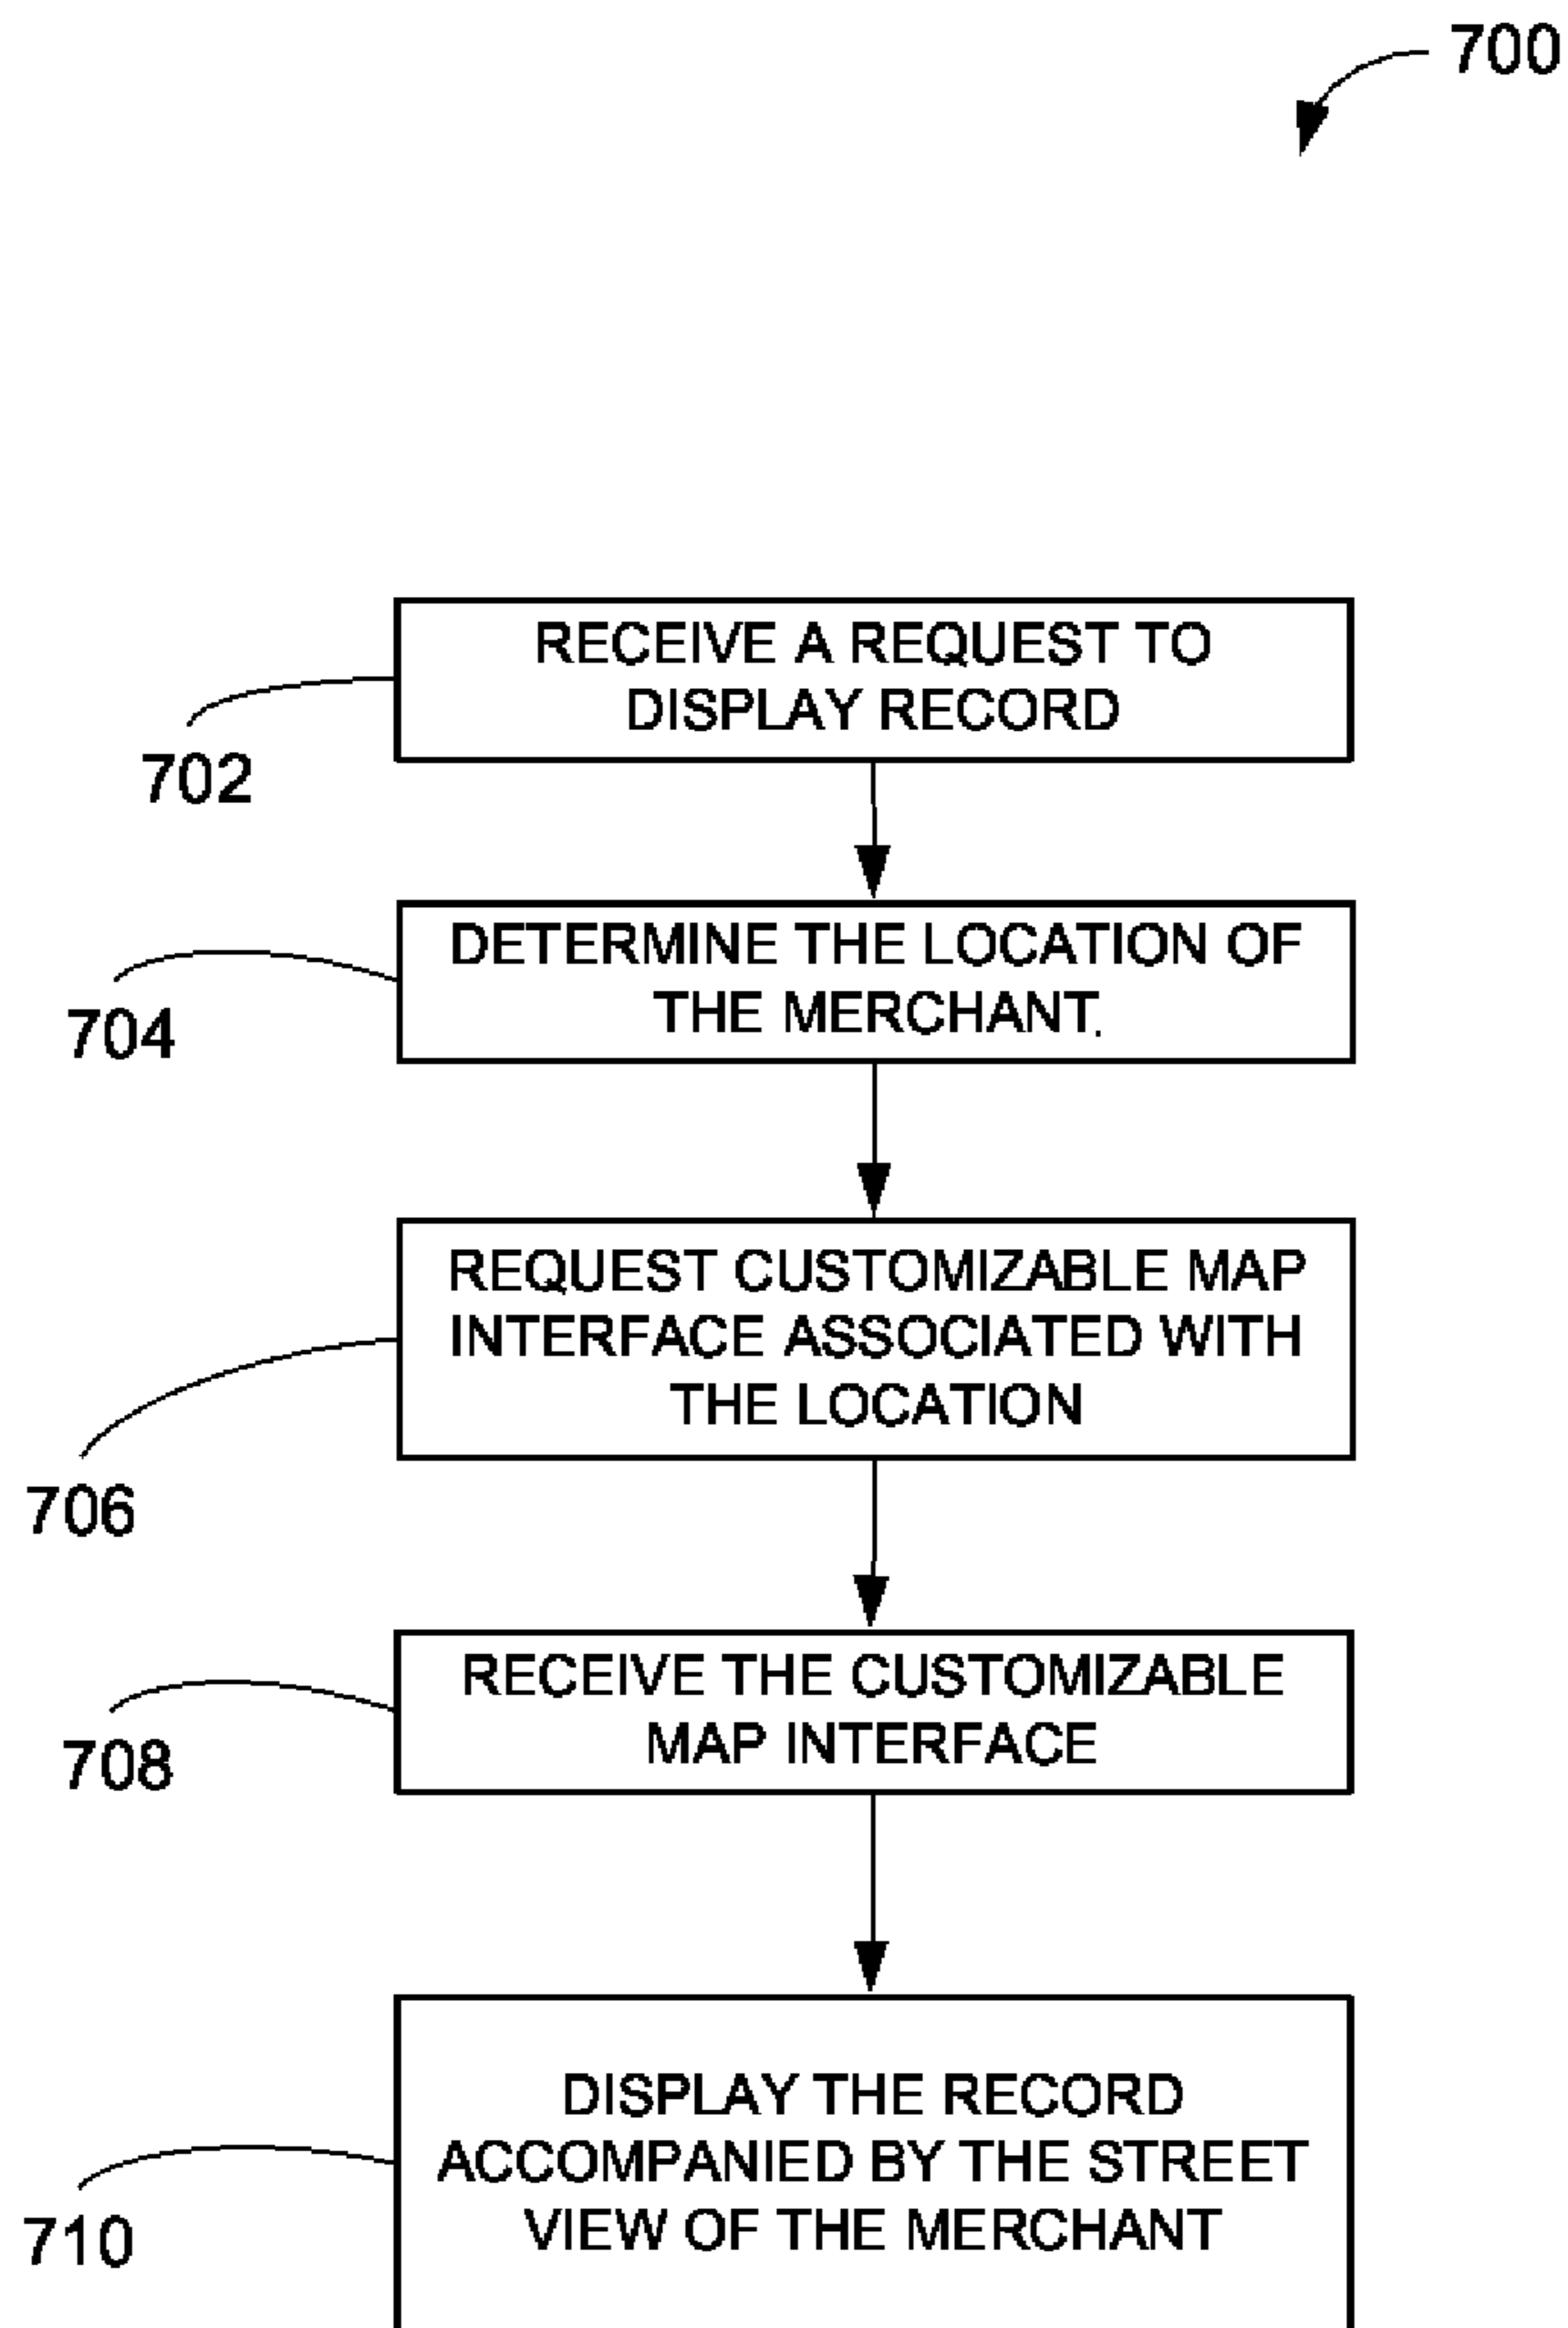 700
RECEIVE A REQUEST TO
DISPLAY RECORD
702
DETERMINE THE LOCATION OF
THE MERCHANT.
704
REQUEST CUSTOMIZABLE MAP
INTERFACE ASSOCIATED WITH
THE LOCATION
706
RECEIVE THE CUSTOMIZABLE
MAP INTERFACE
708
DISPLAY THE RECORD
ACCOMPANIED BY THE STREET
VIEW OF THE MERCHANT
710